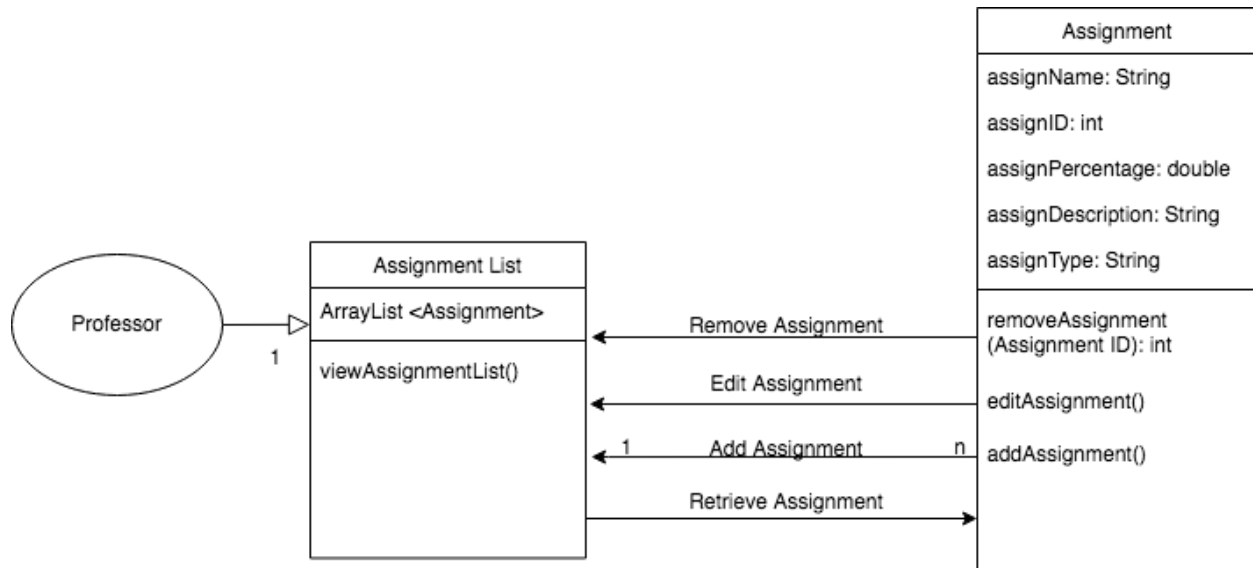 Assignment
assignName: String
assignID: int
assignPercentage: double
assignDescription: String
assignType: String
removeAssignment
(Assignment ID): int
editAssignment()
addAssignment()
Professor
1
Assignment List
ArrayList <Assignment>
viewAssignmentList()
Remove Assignment
Edit Assignment
1 Add Assignment n
Retrieve Assignment